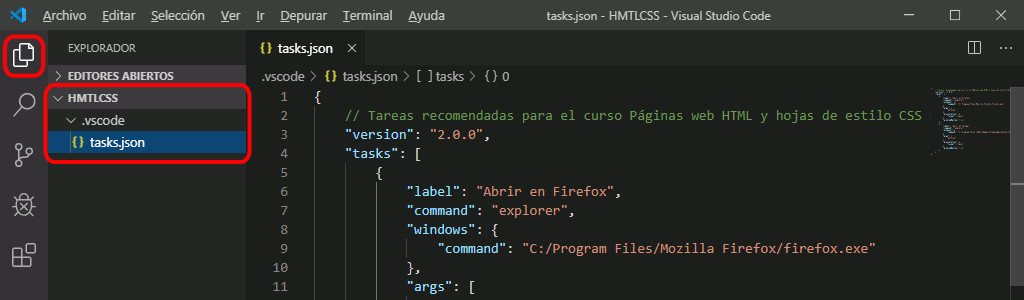 Archivo Editar Selección Ver Ir Depurar Terminal Ayuda tasks.json - HMTLCSS - Visual Studio Code
EXPLORADOR
EDITORES ABIERTOS
HMTLCSS
.vscode
{} tasks.json
{} tasks.json ×
.vscode > {} tasks.json > [ ] tasks > {} 0
1 {
2 // Tareas recomendadas para el curso Páginas web HTML y hojas de estilo CSS
3 "version": "2.0.0",
4 "tasks": [
5 {
6 "label": "Abrir en Firefox",
7 "command": "explorer",
8 "windows": {
9 "command": "C:/Program Files/Mozilla Firefox/firefox.exe"
10 },
11 "args": [